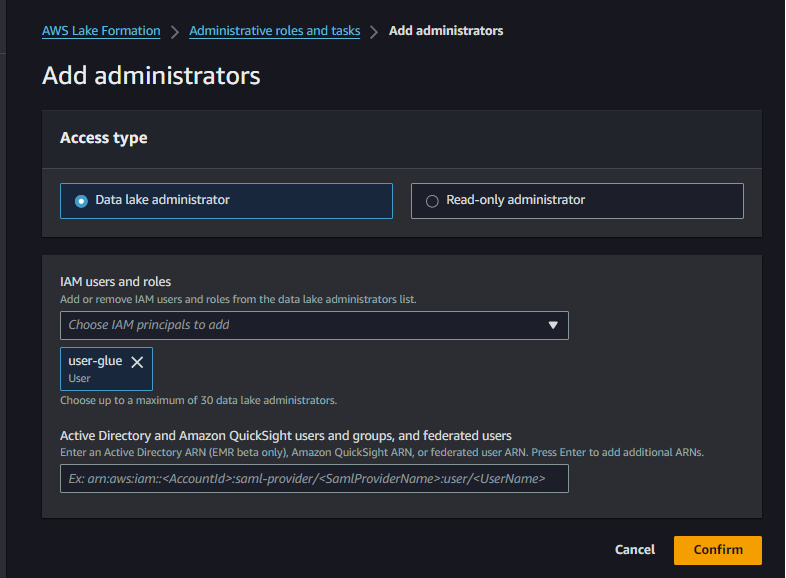 AWS Lake Formation > Administrative roles and tasks > Add administrators
Add administrators
Access type
Data lake administrator
Read-only administrator
IAM users and roles
Add or remove IAM users and roles from the data lake administrators list.
Choose IAM principals to add
user-glue
User
Choose up to a maximum of 30 data lake administrators.
Active Directory and Amazon QuickSight users and groups, and federated users
Enter an Active Directory ARN (EMR beta only), Amazon QuickSight ARN, or federated user ARN. Press Enter to add additional ARNs.
Ex: arn:aws:iam::<AccountId>:saml-provider/<SamlProviderName>:user/<UserName>
Cancel
Confirm